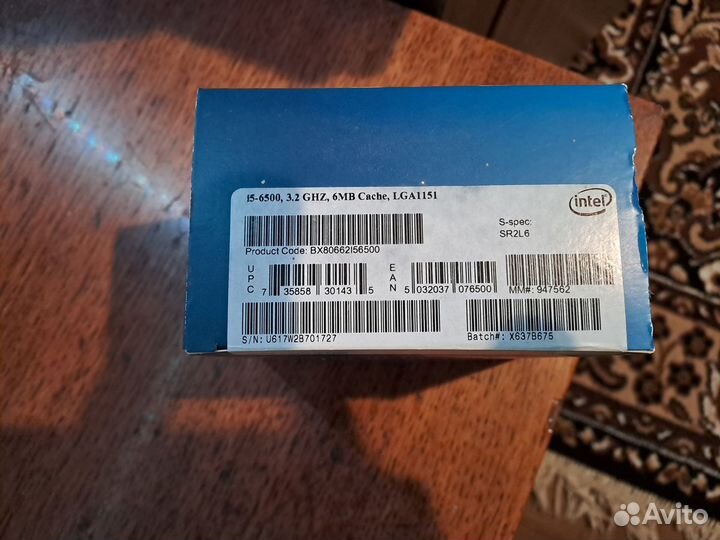 I5-6500, 3.2 GHZ, 6MB Cache, LGA1151
intel
S-spec:
SR2L6
Product Code: BX80662I56500
UPC
7 35858 30143 5
EAN
5 032037 076500
MM#: 947562
S/N: U617W2B701727
Batch#: X637B675
Avito